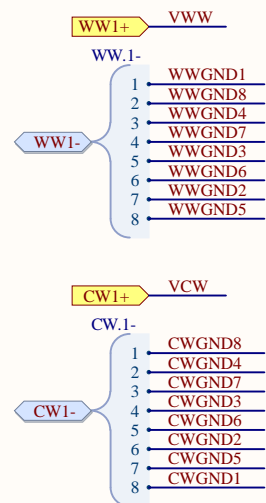 WW1+ VWW
WW.1-
1 WWGND1
2 WWGND8
3 WWGND4
WW1- 4 WWGND7
5 WWGND3
6 WWGND6
7 WWGND2
8 WWGND5
CW1+ VCW
CW.1-
1 CWGND8
2 CWGND4
3 CWGND7
CW1- 4 CWGND3
5 CWGND6
6 CWGND2
7 CWGND5
8 CWGND1